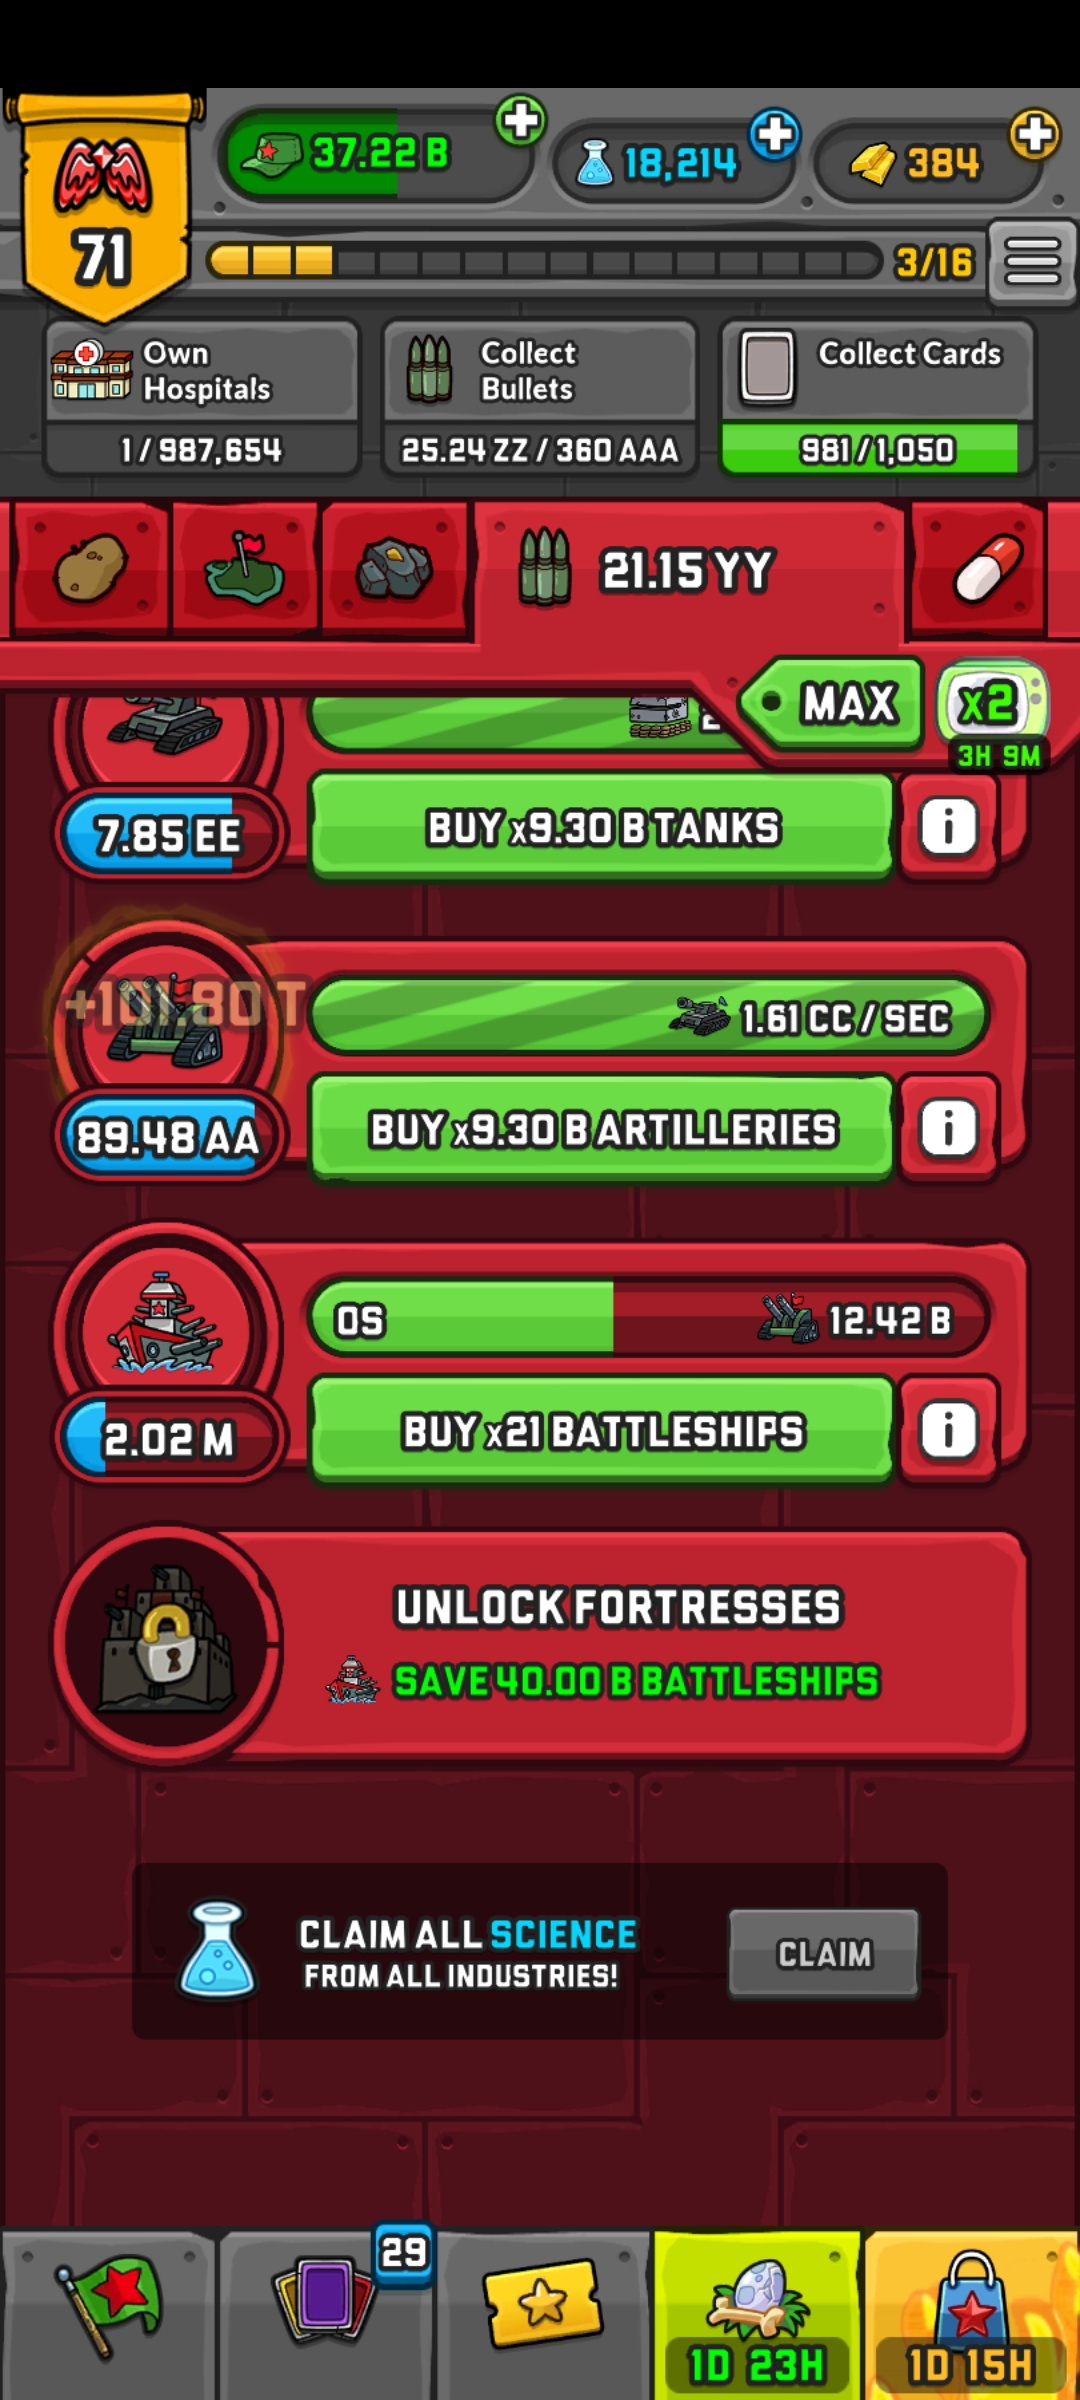 71
37.22 B
18,214
384
3/16
Own
Hospitals
1 / 987,654
Collect
Bullets
25.24 ZZ / 360 AAA
Collect Cards
981 / 1,050
21.15 YY
MAX
x2
3H 9M
7.85 EE
BUY x9.30 B TANKS
i
+101.80 T
1.61 CC / SEC
89.48 AA
BUY x9.30 B ARTILLERIES
i
0S
12.42 B
2.02 M
BUY x21 BATTLESHIPS
i
UNLOCK FORTRESSES
SAVE 40.00 B BATTLESHIPS
CLAIM ALL SCIENCE
FROM ALL INDUSTRIES!
CLAIM
29
1D 23H
1D 15H